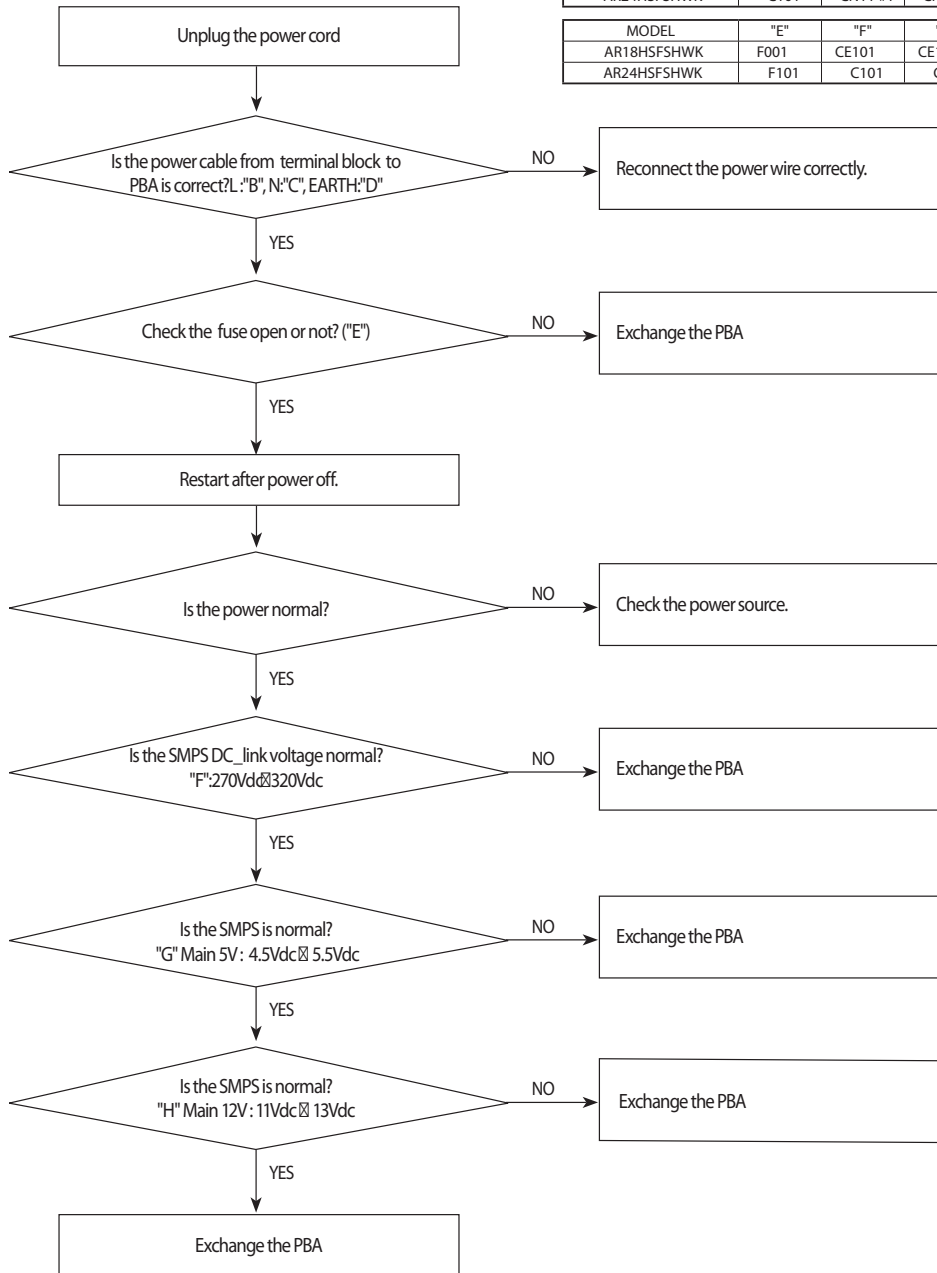 Unplug the power cord
MODEL "E" "F"
AR18HSFSHWK F001 CE101
AR24HSFSHWK F101 C101
Is the power cable from terminal block to
PBA is correct?L :"B", N:"C", EARTH:"D"
NO
Reconnect the power wire correctly.
YES
Check the fuse open or not? ("E")
NO
Exchange the PBA
YES
Restart after power off.
Is the power normal?
NO
Check the power source.
YES
Is the SMPS DC_link voltage normal?
"F":270Vdc 320Vdc
NO
Exchange the PBA
YES
Is the SMPS is normal?
"G" Main 5V : 4.5Vdc 5.5Vdc
NO
Exchange the PBA
YES
Is the SMPS is normal?
"H" Main 12V : 11Vdc 13Vdc
NO
Exchange the PBA
YES
Exchange the PBA